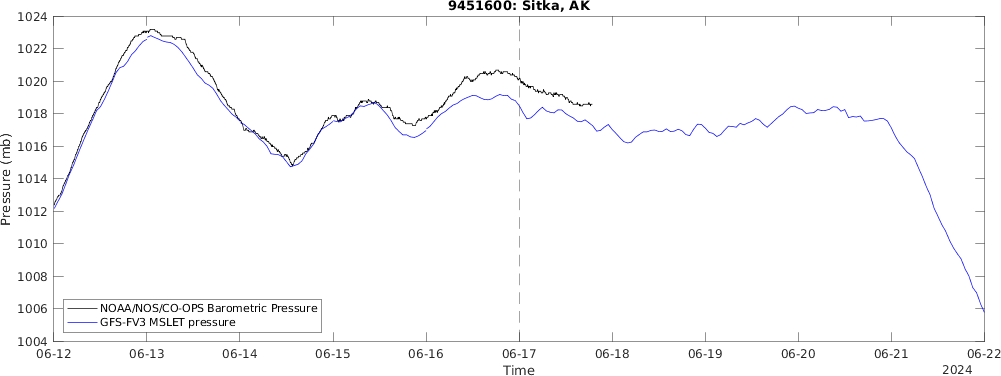 9451600: Sitka, AK
Pressure (mb)
1024
1022
1020
1018
1016
1014
1012
1010
1008
1006
1004
NOAA/NOS/CO-OPS Barometric Pressure
GFS-FV3 MSLET pressure
06-12 06-13 06-14 06-15 06-16 06-17 06-18 06-19 06-20 06-21 06-22
Time
2024